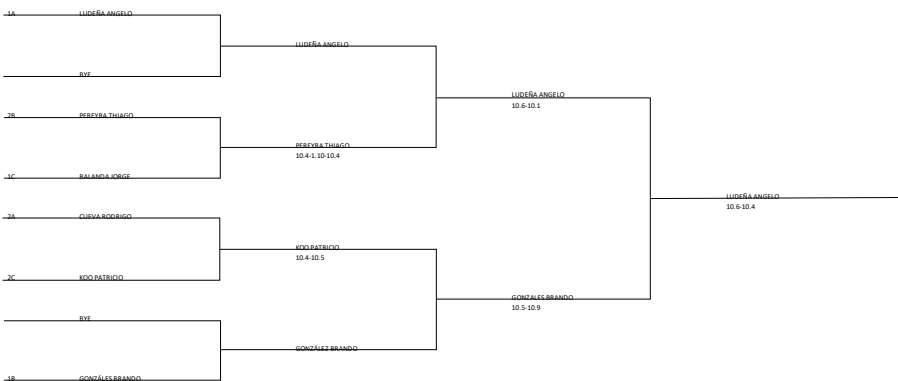 1A LUDEÑA ANGELO
LUDEÑA ANGELO
BYE
LUDEÑA ANGELO
10.6-10.1
2B PEREYRA THIAGO
PEREYRA THIAGO
10.4-1.10-10.4
1C BALANDA JORGE
LUDEÑA ANGELO
10.6-10.4
2A CUEVA RODRIGO
KOO PATRICIO
10.4-10.5
2C KOO PATRICIO
GONZALES BRANDO
10.5-10.9
BYE
GONZÁLEZ BRANDO
1B GONZÁLES BRANDO